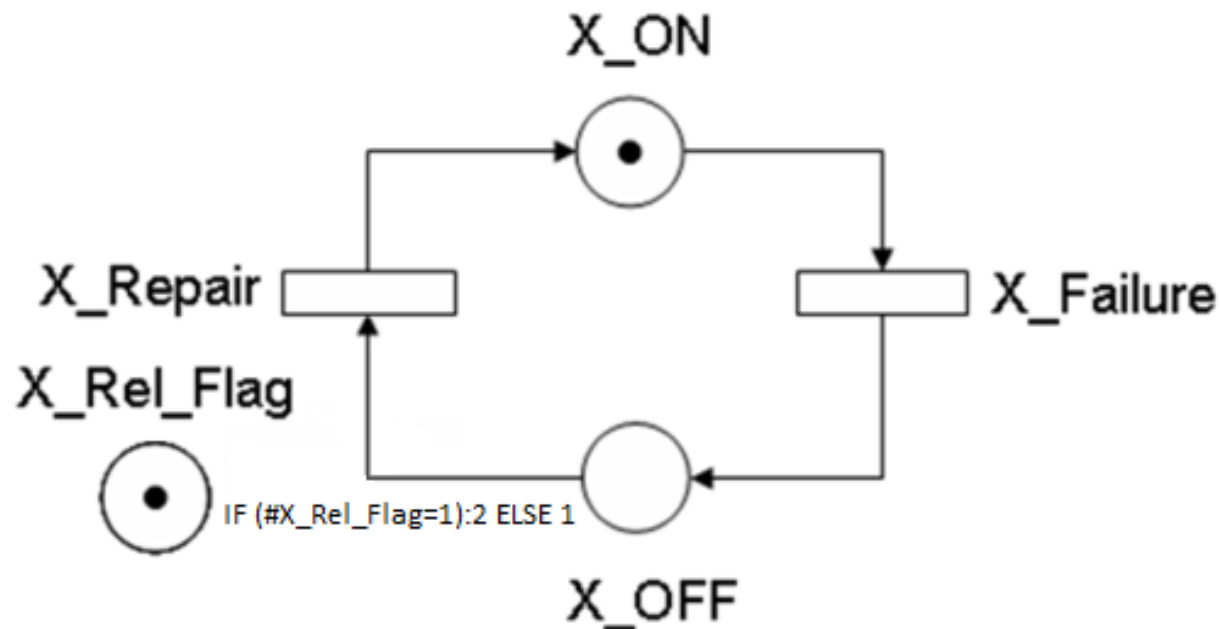 X_ON
X_Repair
X_Failure
X_Rel_Flag
IF (#X_Rel_Flag=1):2 ELSE 1
X_OFF